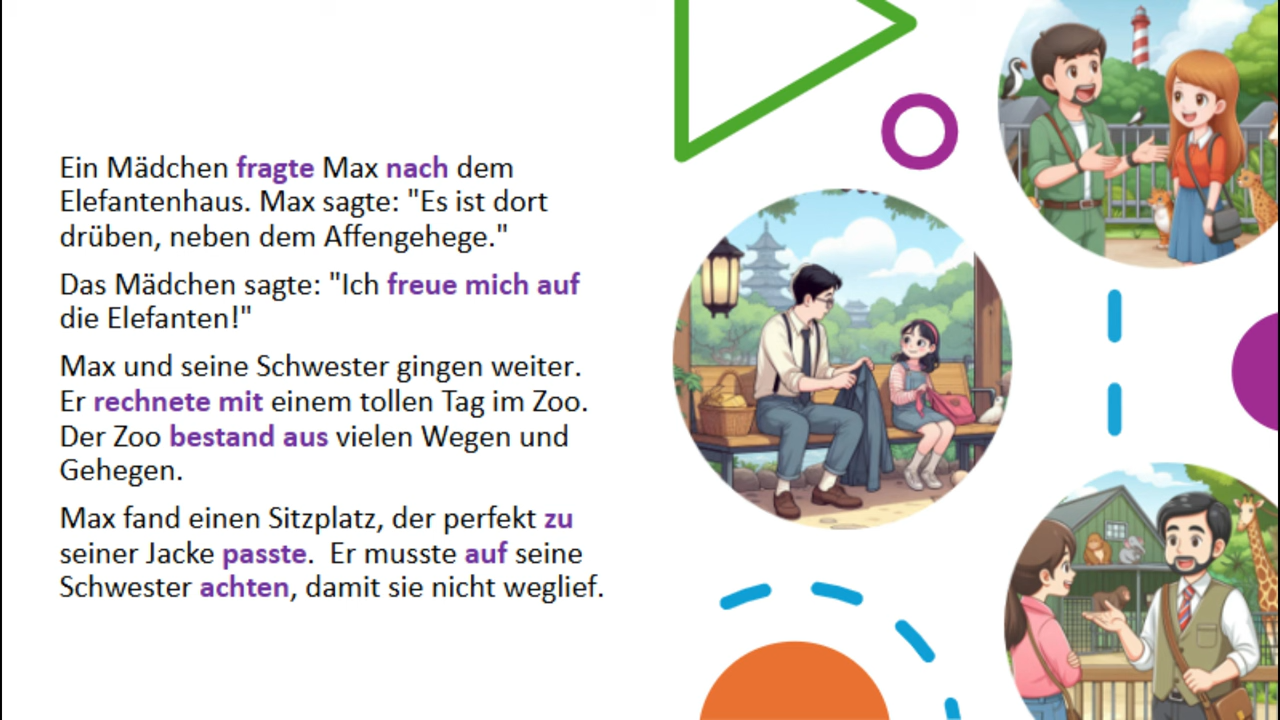 Ein Mädchen fragte Max nach dem
Elefantenhaus. Max sagte: "Es ist dort
drüben, neben dem Affengehege."
Das Mädchen sagte: "Ich freue mich auf
die Elefanten!"
Max und seine Schwester gingen weiter.
Er rechnete mit einem tollen Tag im Zoo.
Der Zoo bestand aus vielen Wegen und
Gehegen.
Max fand einen Sitzplatz, der perfekt zu
seiner Jacke passte.  Er musste auf seine
Schwester achten, damit sie nicht weglief.